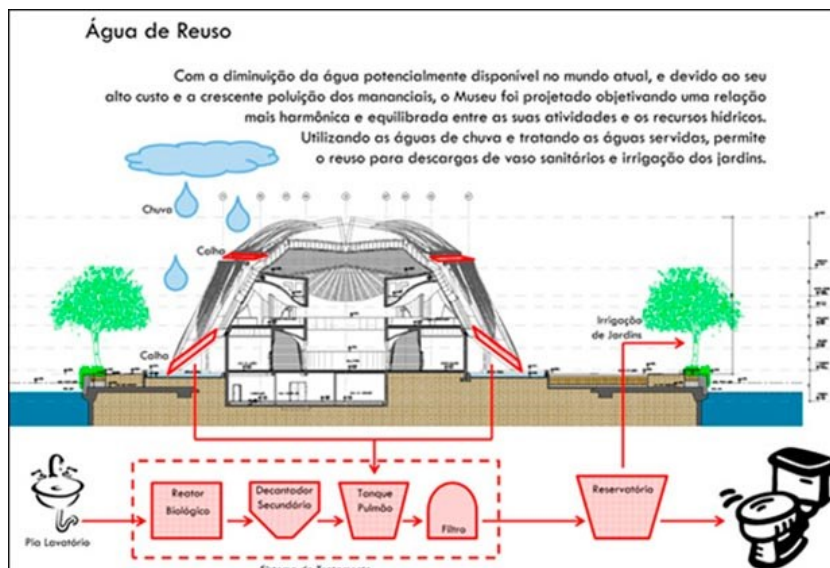 Água de Reuso
Com a diminuição da água potencialmente disponível no mundo atual, e devido ao seu
alto custo e a crescente poluição dos mananciais, o Museu foi projetado objetivando uma relação
mais harmônica e equilibrada entre as suas atividades e os recursos hídricos.
Utilizando as águas de chuva e tratando as águas servidas, permite
o reuso para descargas de vaso sanitários e irrigação dos jardins.
Chuva
Calha
Irrigação
de Jardins
Calha
Pia Lavatório
Reator
Biológico
Decantador
Secundário
Tanque
Pulmão
Filtro
Reservatório